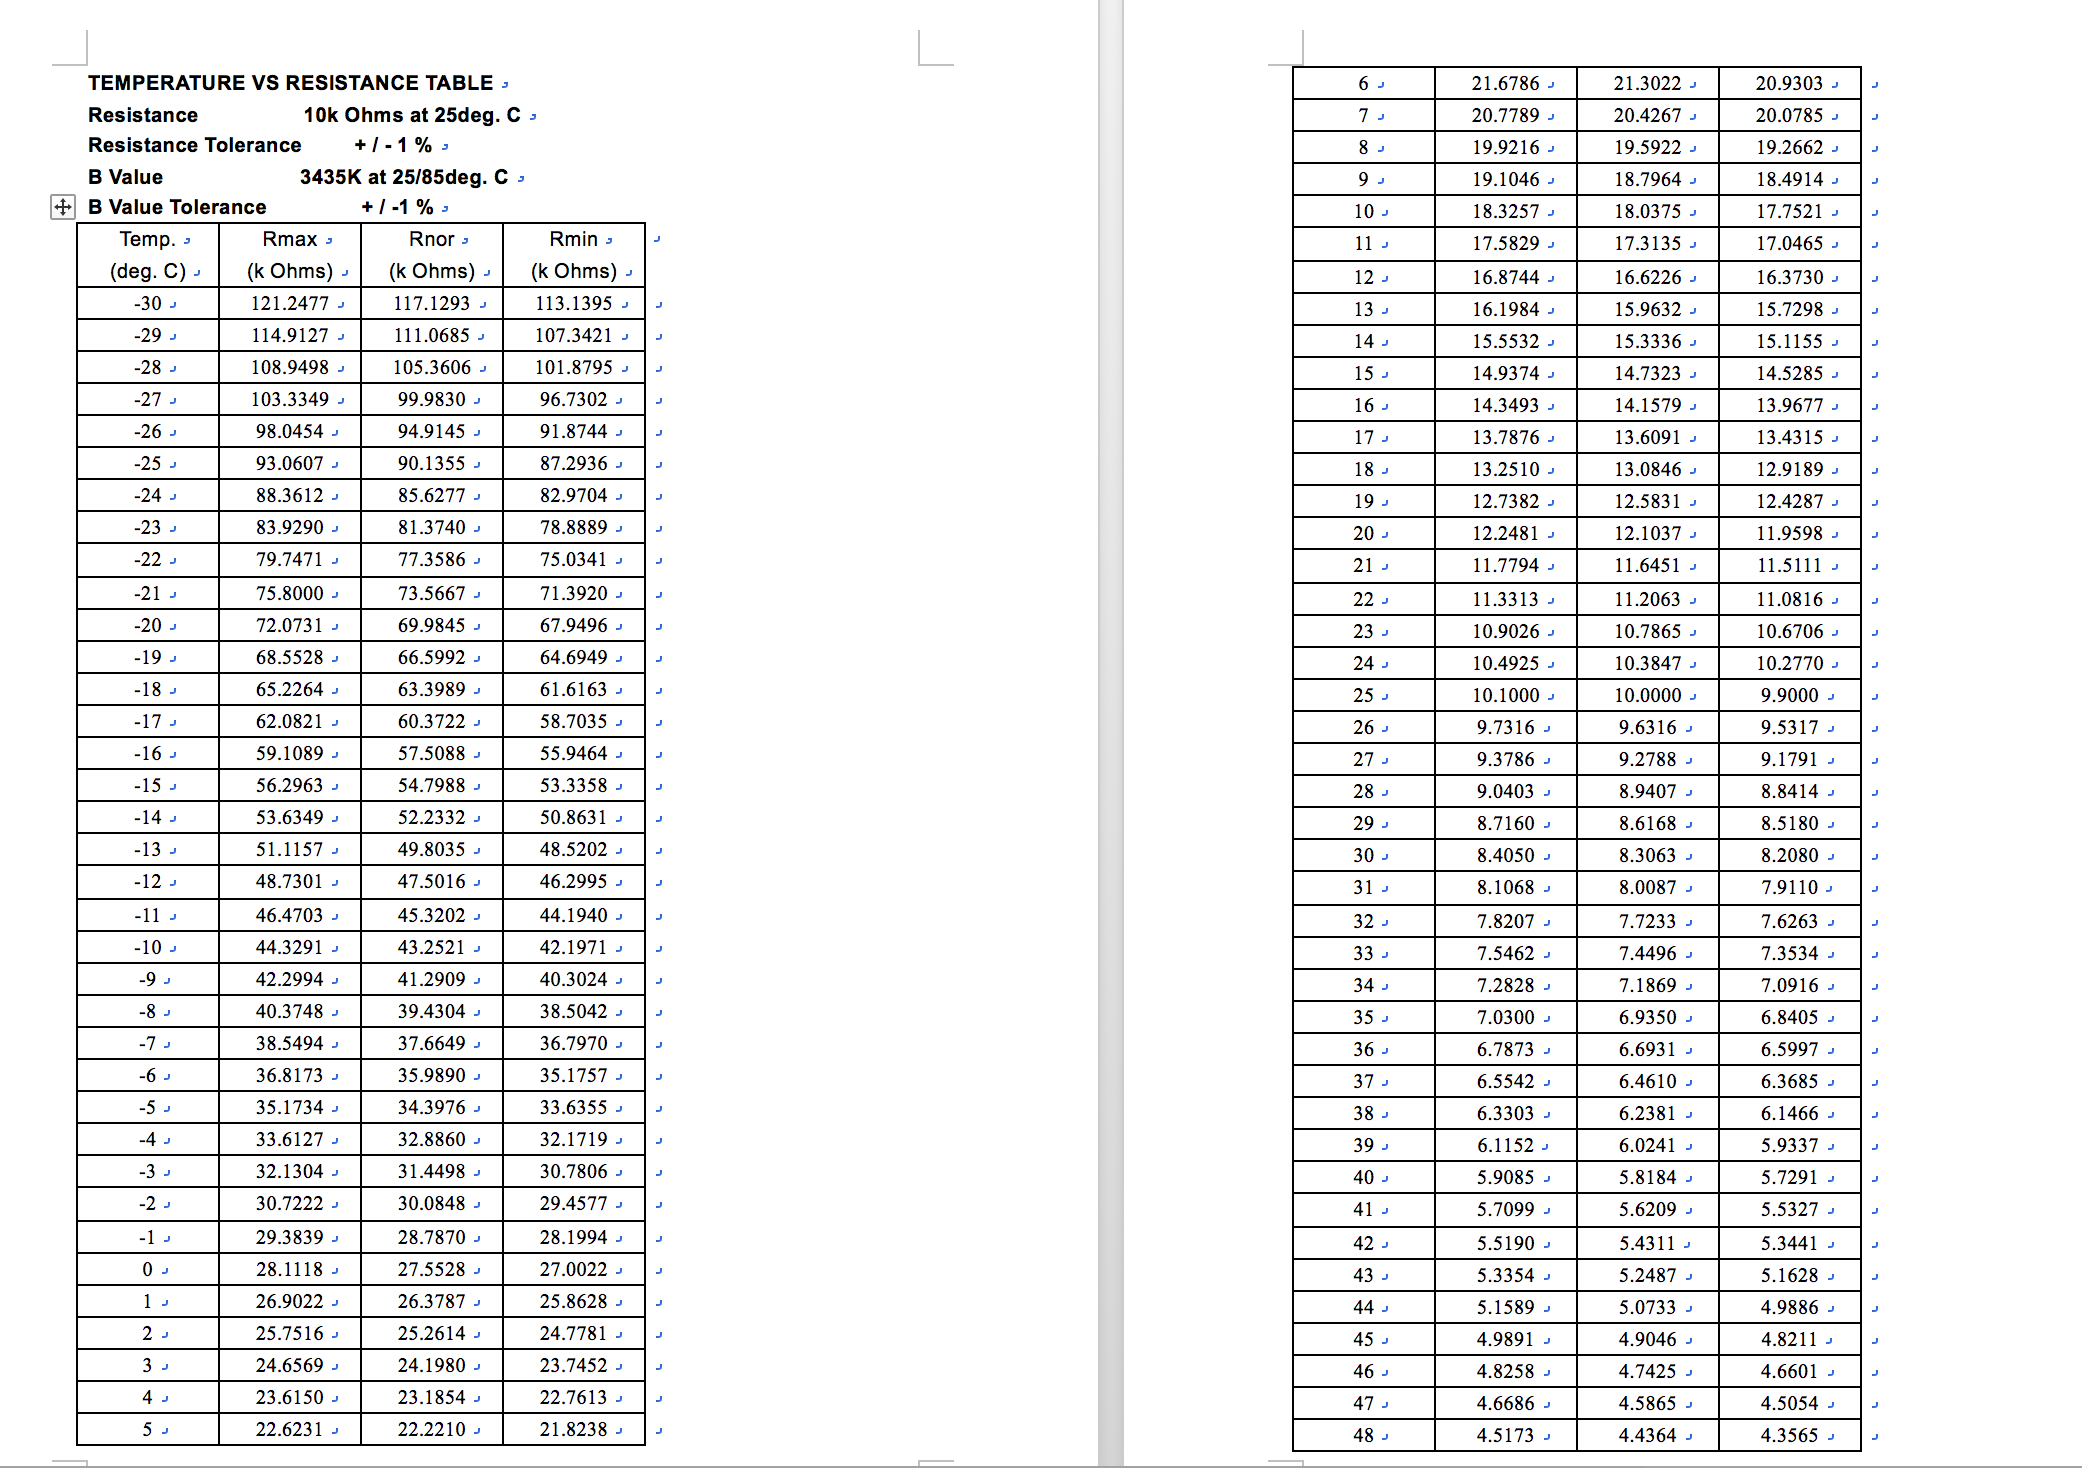 TEMPERATURE VS RESISTANCE TABLE
Resistance 10k Ohms at 25deg. C
Resistance Tolerance + / - 1 %
B Value 3435K at 25/85deg. C
B Value Tolerance + / -1 %
Temp. Rmax Rnor Rmin
(deg. C) (k Ohms) (k Ohms) (k Ohms)
-30 121.2477 117.1293 113.1395
-29 114.9127 111.0685 107.3421
-28 108.9498 105.3606 101.8795
-27 103.3349 99.9830 96.7302
-26 98.0454 94.9145 91.8744
-25 93.0607 90.1355 87.2936
-24 88.3612 85.6277 82.9704
-23 83.9290 81.3740 78.8889
-22 79.7471 77.3586 75.0341
-21 75.8000 73.5667 71.3920
-20 72.0731 69.9845 67.9496
-19 68.5528 66.5992 64.6949
-18 65.2264 63.3989 61.6163
-17 62.0821 60.3722 58.7035
-16 59.1089 57.5088 55.9464
-15 56.2963 54.7988 53.3358
-14 53.6349 52.2332 50.8631
-13 51.1157 49.8035 48.5202
-12 48.7301 47.5016 46.2995
-11 46.4703 45.3202 44.1940
-10 44.3291 43.2521 42.1971
-9 42.2994 41.2909 40.3024
-8 40.3748 39.4304 38.5042
-7 38.5494 37.6649 36.7970
-6 36.8173 35.9890 35.1757
-5 35.1734 34.3976 33.6355
-4 33.6127 32.8860 32.1719
-3 32.1304 31.4498 30.7806
-2 30.7222 30.0848 29.4577
-1 29.3839 28.7870 28.1994
0 28.1118 27.5528 27.0022
1 26.9022 26.3787 25.8628
2 25.7516 25.2614 24.7781
3 24.6569 24.1980 23.7452
4 23.6150 23.1854 22.7613
5 22.6231 22.2210 21.8238
6 21.6786 21.3022 20.9303
7 20.7789 20.4267 20.0785
8 19.9216 19.5922 19.2662
9 19.1046 18.7964 18.4914
10 18.3257 18.0375 17.7521
11 17.5829 17.3135 17.0465
12 16.8744 16.6226 16.3730
13 16.1984 15.9632 15.7298
14 15.5532 15.3336 15.1155
15 14.9374 14.7323 14.5285
16 14.3493 14.1579 13.9677
17 13.7876 13.6091 13.4315
18 13.2510 13.0846 12.9189
19 12.7382 12.5831 12.4287
20 12.2481 12.1037 11.9598
21 11.7794 11.6451 11.5111
22 11.3313 11.2063 11.0816
23 10.9026 10.7865 10.6706
24 10.4925 10.3847 10.2770
25 10.1000 10.0000 9.9000
26 9.7316 9.6316 9.5317
27 9.3786 9.2788 9.1791
28 9.0403 8.9407 8.8414
29 8.7160 8.6168 8.5180
30 8.4050 8.3063 8.2080
31 8.1068 8.0087 7.9110
32 7.8207 7.7233 7.6263
33 7.5462 7.4496 7.3534
34 7.2828 7.1869 7.0916
35 7.0300 6.9350 6.8405
36 6.7873 6.6931 6.5997
37 6.5542 6.4610 6.3685
38 6.3303 6.2381 6.1466
39 6.1152 6.0241 5.9337
40 5.9085 5.8184 5.7291
41 5.7099 5.6209 5.5327
42 5.5190 5.4311 5.3441
43 5.3354 5.2487 5.1628
44 5.1589 5.0733 4.9886
45 4.9891 4.9046 4.8211
46 4.8258 4.7425 4.6601
47 4.6686 4.5865 4.5054
48 4.5173 4.4364 4.3565